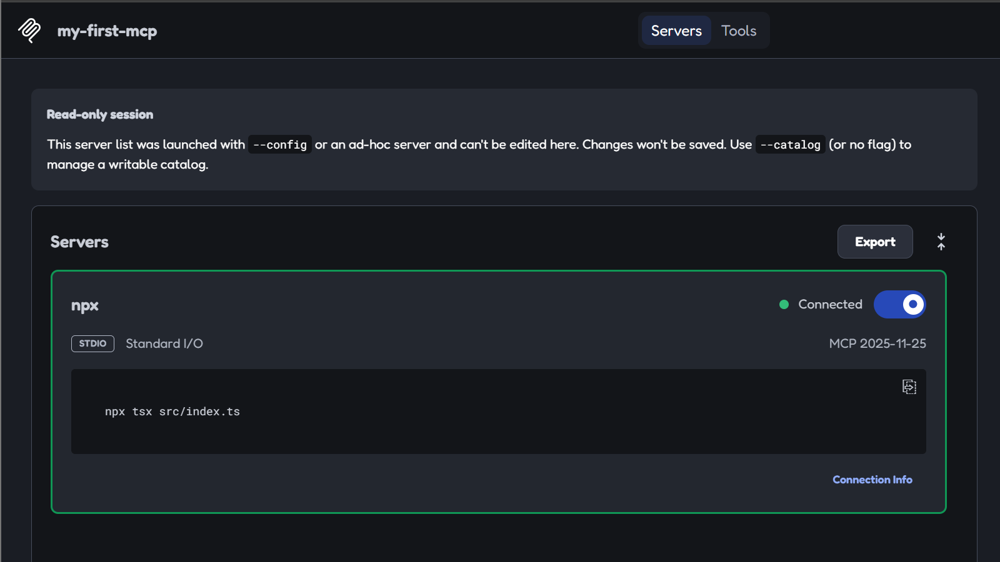 my-first-mcp
Servers Tools
Read-only session
This server list was launched with --config or an ad-hoc server and can't be edited here. Changes won't be saved. Use --catalog (or no flag) to
manage a writable catalog.
Servers
Export
npx
Connected
STDIO Standard I/O
MCP 2025-11-25
npx tsx src/index.ts
Connection Info